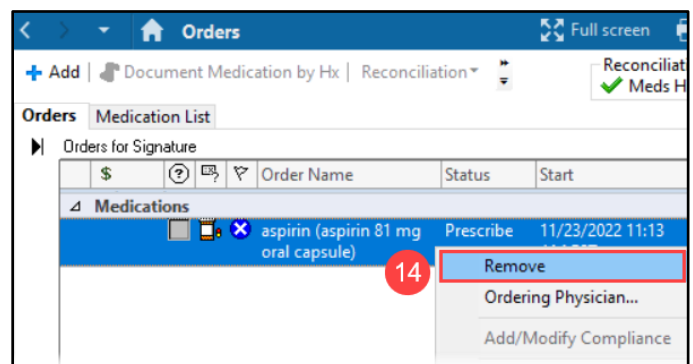 Orders
Full screen
Add
Document Medication by Hx
Reconciliation
Meds H
Orders
Medication List
Orders for Signature
$
Order Name
Status
Start
Medications
aspirin (aspirin 81 mg
oral capsule)
Prescribe
11/23/2022 11:13
14
Remove
Ordering Physician...
Add/Modify Compliance